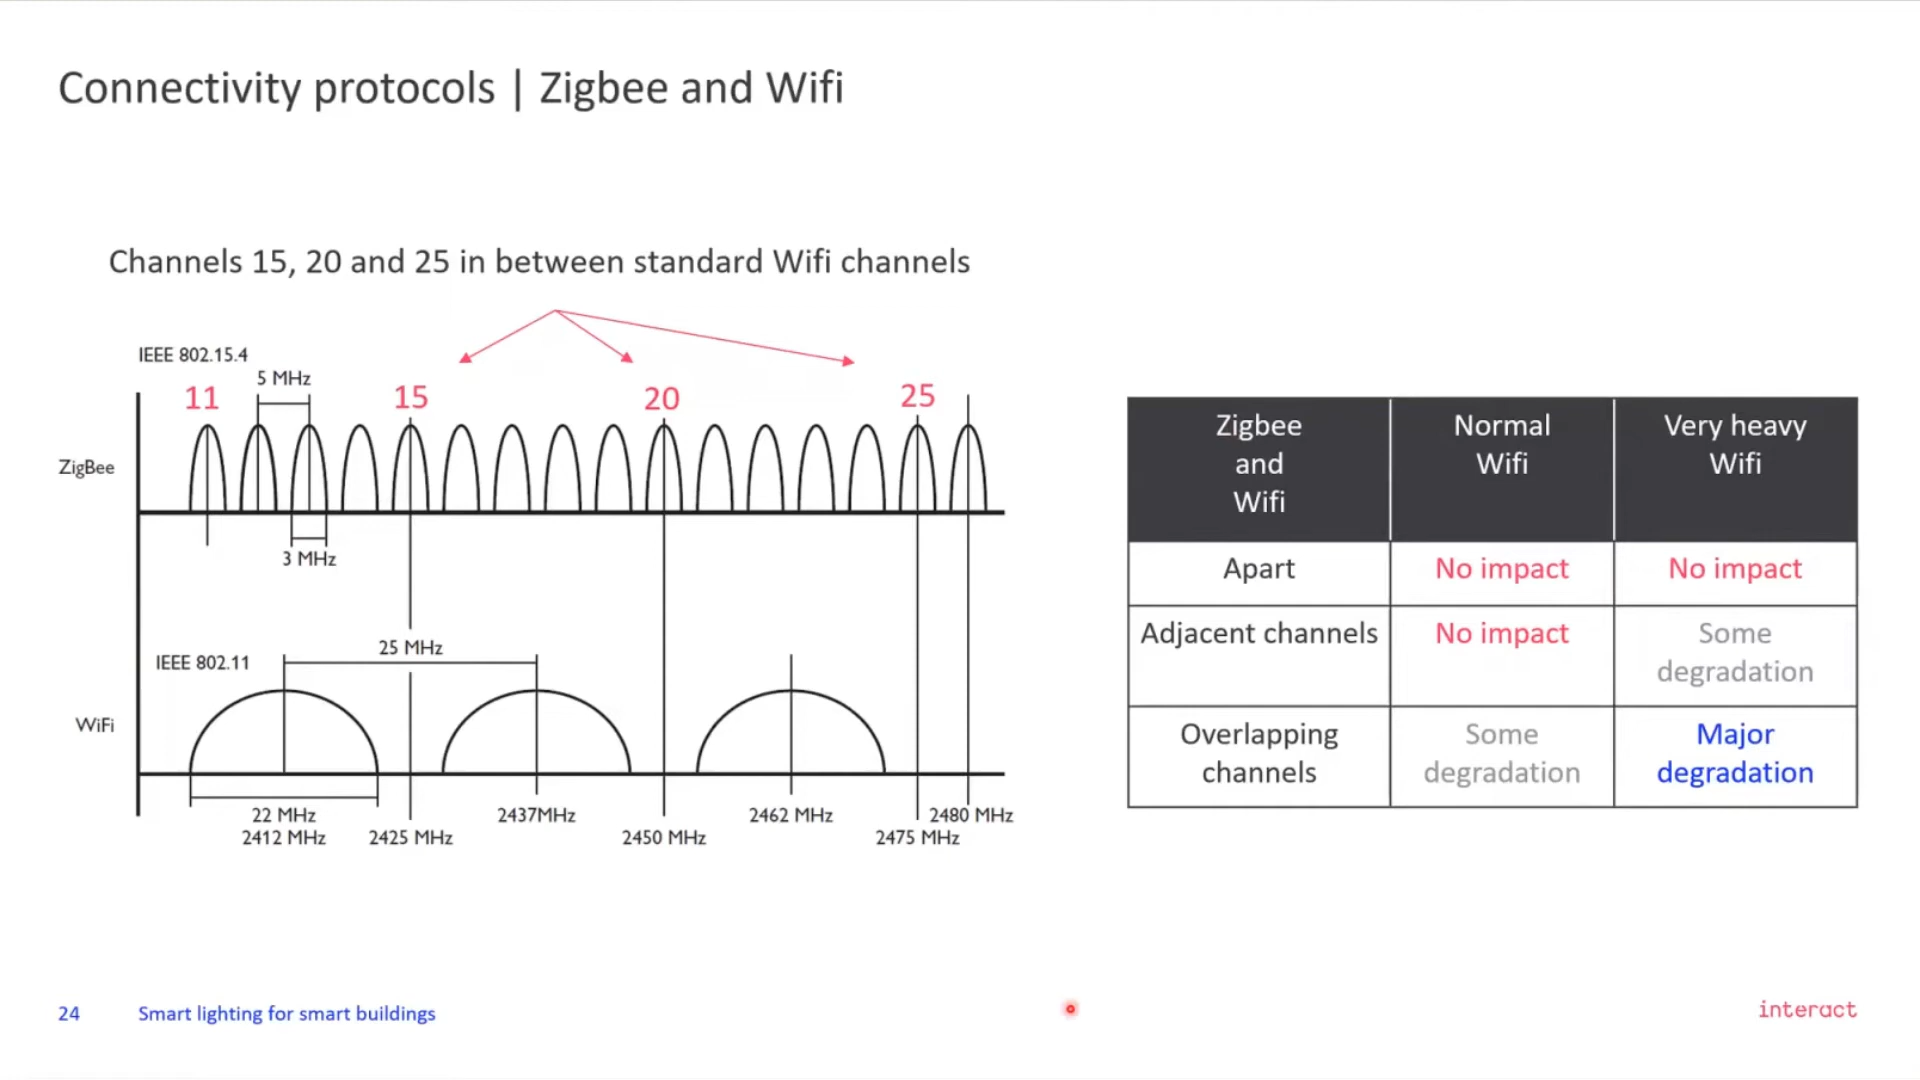 Connectivity protocols | Zigbee and Wifi
Channels 15, 20 and 25 in between standard Wifi channels
IEEE 802.15.4
5 MHz
11
15
20
25
ZigBee
3 MHz
25 MHz
IEEE 802.11
WiFi
22 MHz
2412 MHz
2425 MHz
2437MHz
2450 MHz
2462 MHz
2475 MHz
2480 MHz
Zigbee
and
Wifi
Normal
Wifi
Very heavy
Wifi
Apart
No impact
No impact
Adjacent channels
No impact
Some
degradation
Overlapping
channels
Some
degradation
Major
degradation
24
Smart lighting for smart buildings
interact